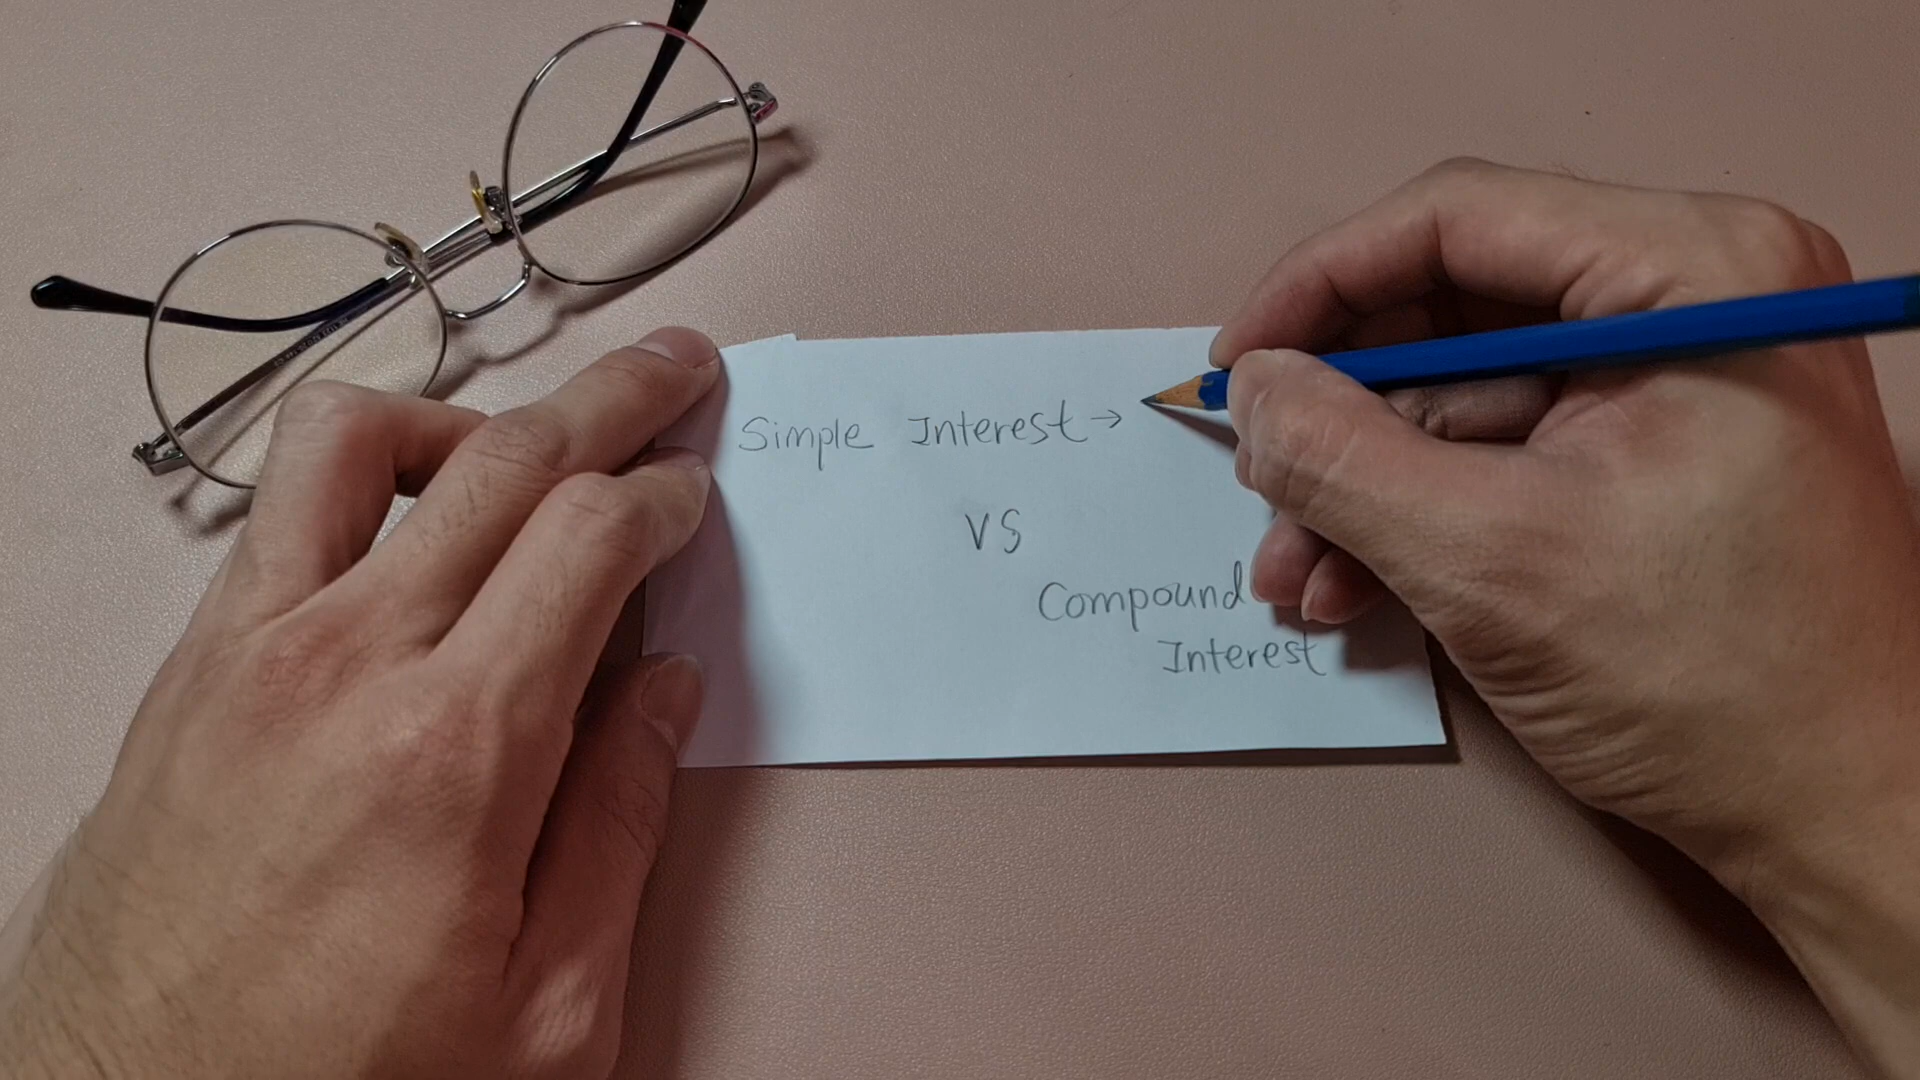 Simple Interest →
VS
Compound
Interest